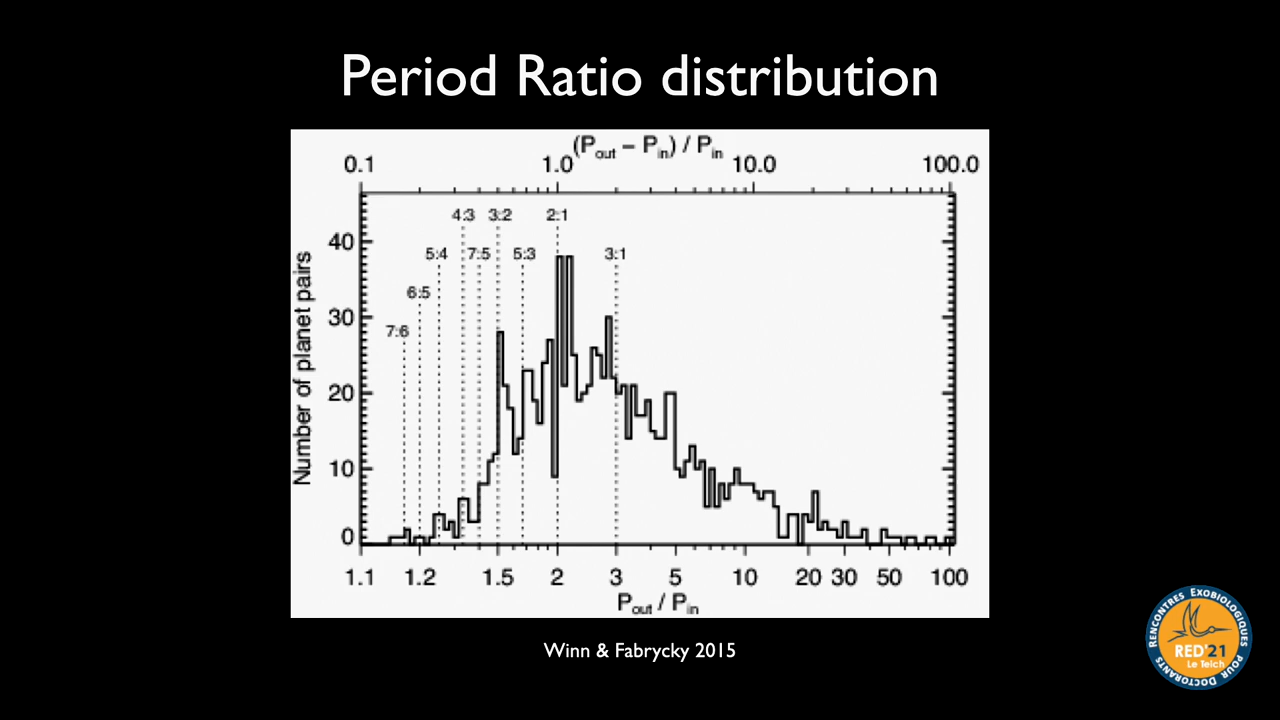 Period Ratio distribution
(Pout – Pin) / Pin
0.1 1.0 10.0 100.0
4:3 3:2 2:1
5:4 7:5 5:3 3:1
6:5
7:6
40
30
20
10
0
Number of planet pairs
1.1 1.2 1.5 2 3 5 10 20 30 50 100
Pout / Pin
Winn & Fabrycky 2015
RENCONTRES EXOBIOLOGIQUES POUR DOCTORANTS
RED'21
Le Teich